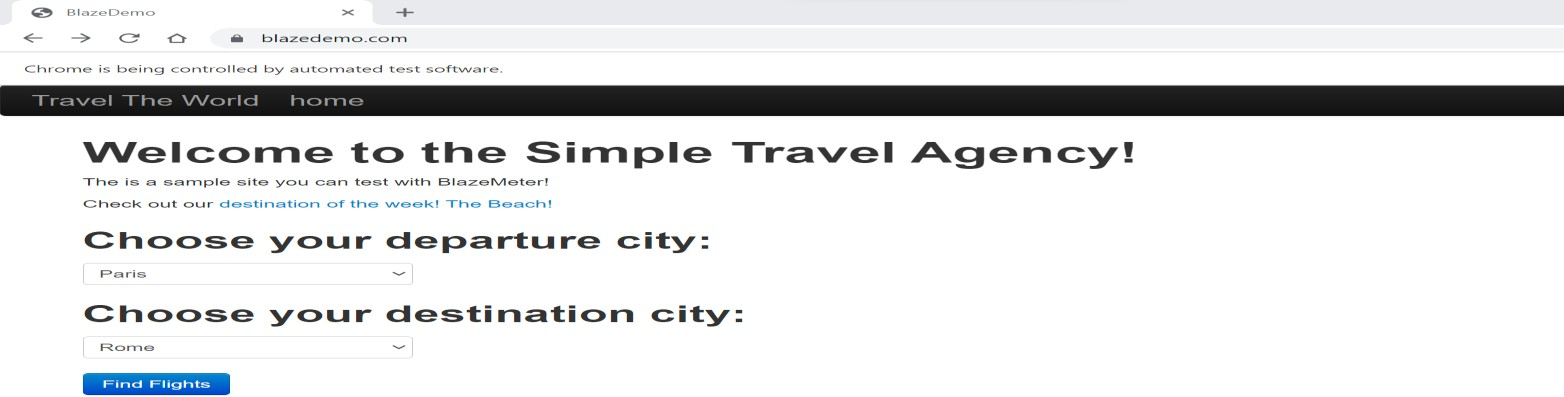 BlazeDemo
blazedemo.com
Chrome is being controlled by automated test software.
Travel The World home
Welcome to the Simple Travel Agency!
The is a sample site you can test with BlazeMeter!
Check out our destination of the week! The Beach!
Choose your departure city:
Paris
Choose your destination city:
Rome
Find Flights